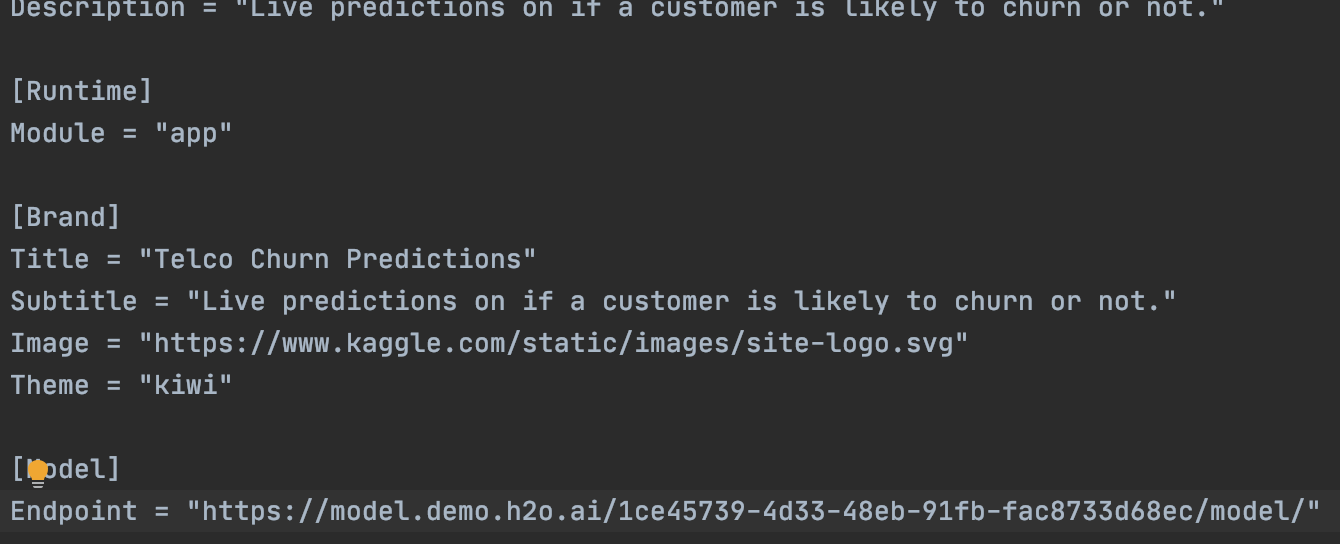 Description = "Live predictions on if a customer is likely to churn or not."
[Runtime]
Module = "app"
[Brand]
Title = "Telco Churn Predictions"
Subtitle = "Live predictions on if a customer is likely to churn or not."
Image = "https://www.kaggle.com/static/images/site-logo.svg"
Theme = "kiwi"
[Model]
Endpoint = "https://model.demo.h2o.ai/1ce45739-4d33-48eb-91fb-fac8733d68ec/model/"